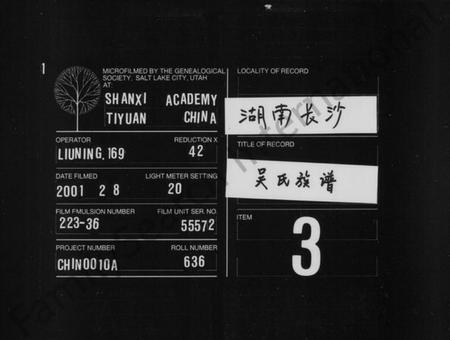 1
MICROFILMED BY THE GENEALOGICAL
SOCIETY, SALT LAKE CITY, UTAH
AT:
SHANXI ACADEMY
TIYUAN CHINA
OPERATOR REDUCTION X
LIUNING,169 42
DATE FILMED LIGHT METER SETTING
2001 2 8 20
FILM EMULSION NUMBER FILM UNIT SER. NO.
223-36 55572
PROJECT NUMBER ROLL NUMBER
CHIN0010A 636
LOCALITY OF RECORD
湖南长沙
TITLE OF RECORD
吴氏族谱
ITEM
3